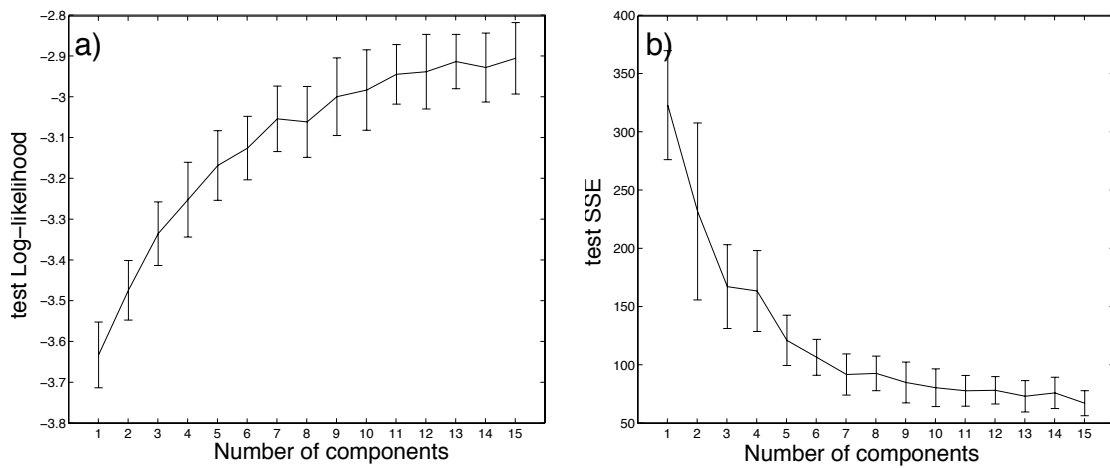 a)
−2.8
−2.9
−3
−3.1
−3.2
−3.3
−3.4
−3.5
−3.6
−3.7
−3.8
test Log−likelihood
1 2 3 4 5 6 7 8 9 10 11 12 13 14 15
Number of components
b)
400
350
300
250
200
150
100
50
test SSE
1 2 3 4 5 6 7 8 9 10 11 12 13 14 15
Number of components